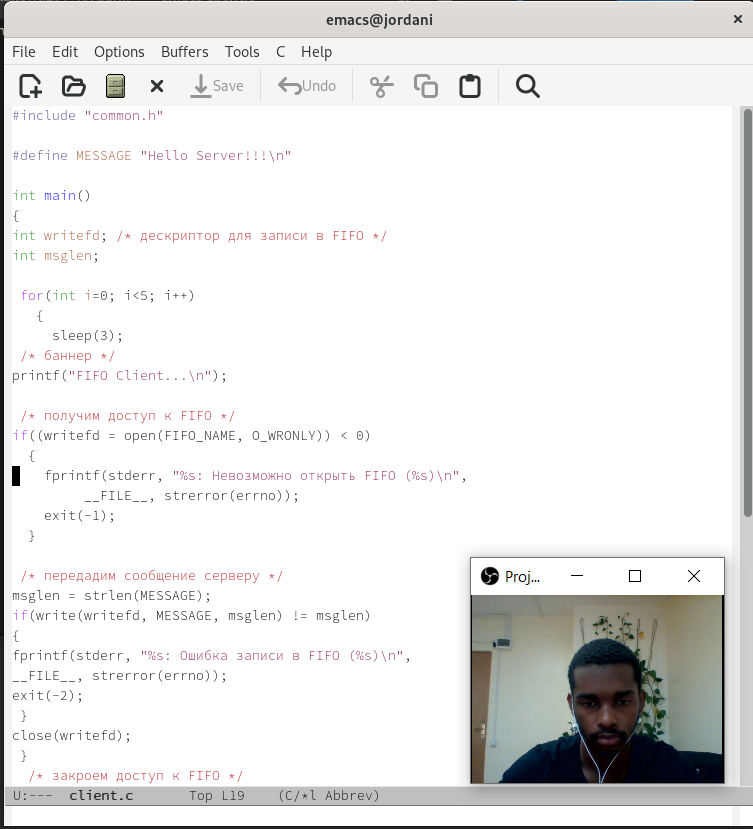 emacs@jordani
File Edit Options Buffers Tools C Help
Save Undo
#include "common.h"
#define MESSAGE "Hello Server!!!\n"
int main()
{
int writefd; /* дескриптор для записи в FIFO */
int msglen;
for(int i=0; i<5; i++)
{
sleep(3);
/* баннер */
printf("FIFO Client...\n");
/* получим доступ к FIFO */
if((writefd = open(FIFO_NAME, O_WRONLY)) < 0)
{
fprintf(stderr, "%s: Невозможно открыть FIFO (%s)\n",
__FILE__, strerror(errno));
exit(-1);
}
/* передадим сообщение серверу */
msglen = strlen(MESSAGE);
if(write(writefd, MESSAGE, msglen) != msglen)
{
fprintf(stderr, "%s: Ошибка записи в FIFO (%s)\n",
__FILE__, strerror(errno));
exit(-2);
}
close(writefd);
}
/* закроем доступ к FIFO */
U:--- client.c Top L19 (C/*l Abbrev)
Proj...